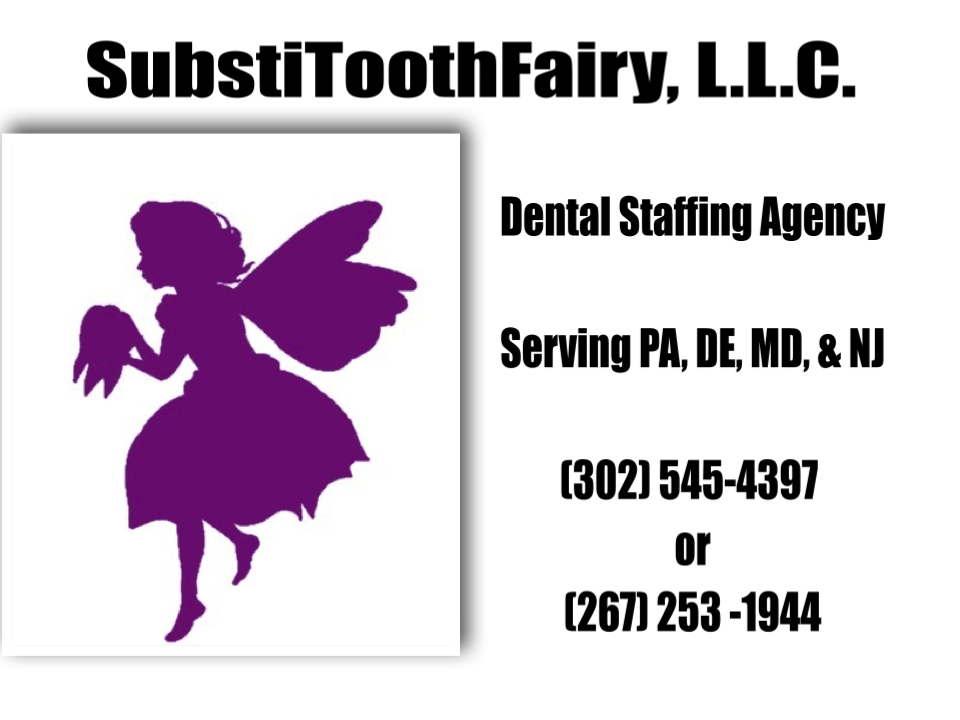 SubstiToothFairy, L.L.C.
Dental Staffing Agency
Serving PA, DE, MD, & NJ
(302) 545-4397
or
(267) 253 -1944